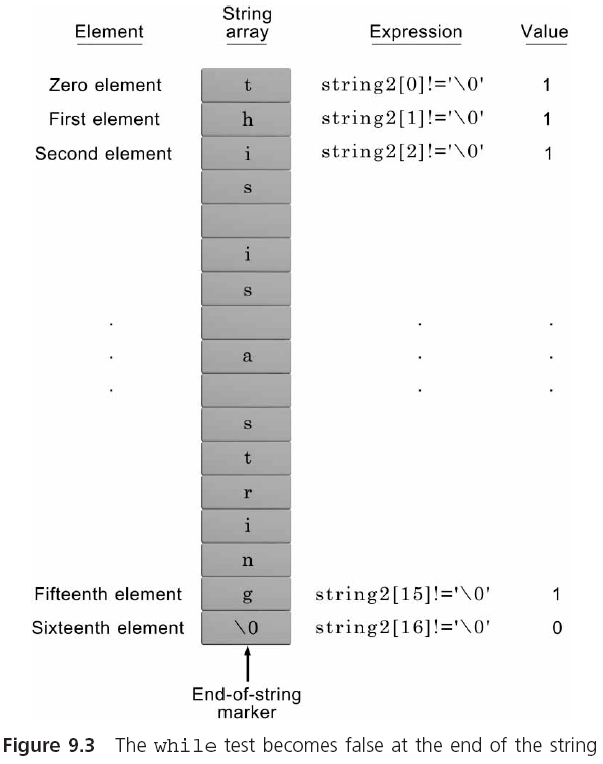 Element String array Expression Value
Zero element t string2[0]!='\0' 1
First element h string2[1]!='\0' 1
Second element i string2[2]!='\0' 1
s
i
s
. . .
. a . .
. . .
s
t
r
i
n
Fifteenth element g string2[15]!='\0' 1
Sixteenth element \0 string2[16]!='\0' 0
End-of-string
marker
Figure 9.3 The while test becomes false at the end of the string